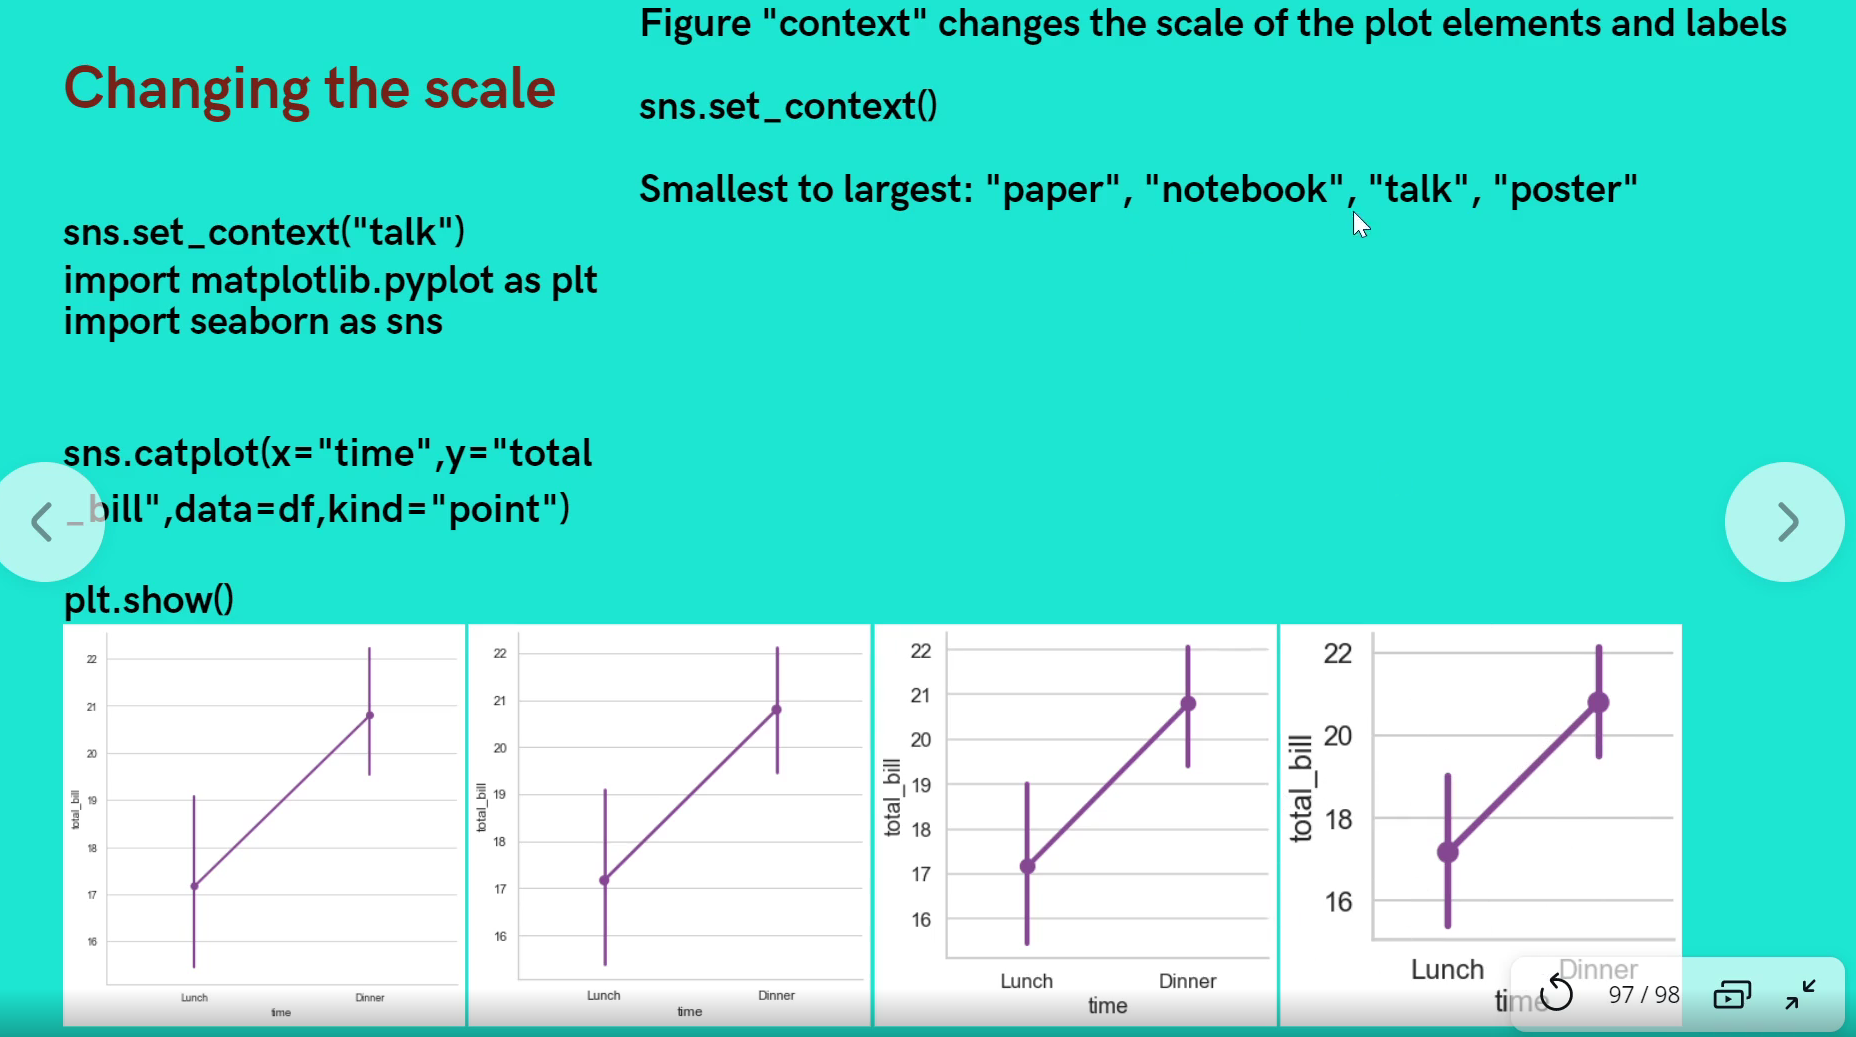 Changing the scale
Figure "context" changes the scale of the plot elements and labels
sns.set_context()
Smallest to largest: "paper", "notebook", "talk", "poster"
sns.set_context("talk")
import matplotlib.pyplot as plt
import seaborn as sns
sns.catplot(x="time",y="total
_bill",data=df,kind="point")
plt.show()
22
21
20
19
18
17
16
total_bill
Lunch Dinner
time
22
21
20
19
18
17
16
total_bill
Lunch Dinner
time
22
21
20
19
18
17
16
total_bill
Lunch Dinner
time
22
20
18
16
total_bill
Lunch Dinner
time
97 / 98